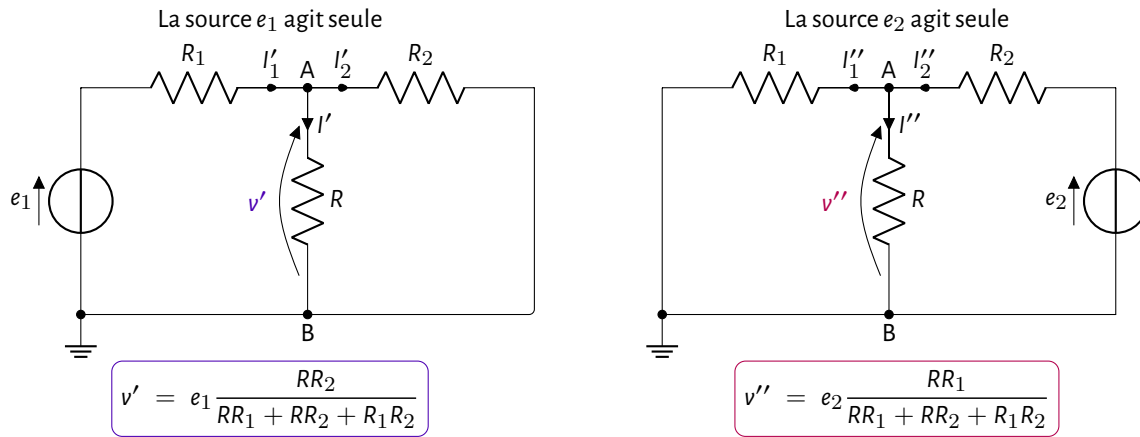 La source e₁ agit seule
La source e₂ agit seule
R₁ I′₁ A I′₂ R₂
R₁ I′′₁ A I′′₂ R₂
I′
I′′
e₁ v′ R
v′′ R e₂
B
B
v′ = e₁ RR₂ / (RR₁ + RR₂ + R₁R₂)
v′′ = e₂ RR₁ / (RR₁ + RR₂ + R₁R₂)